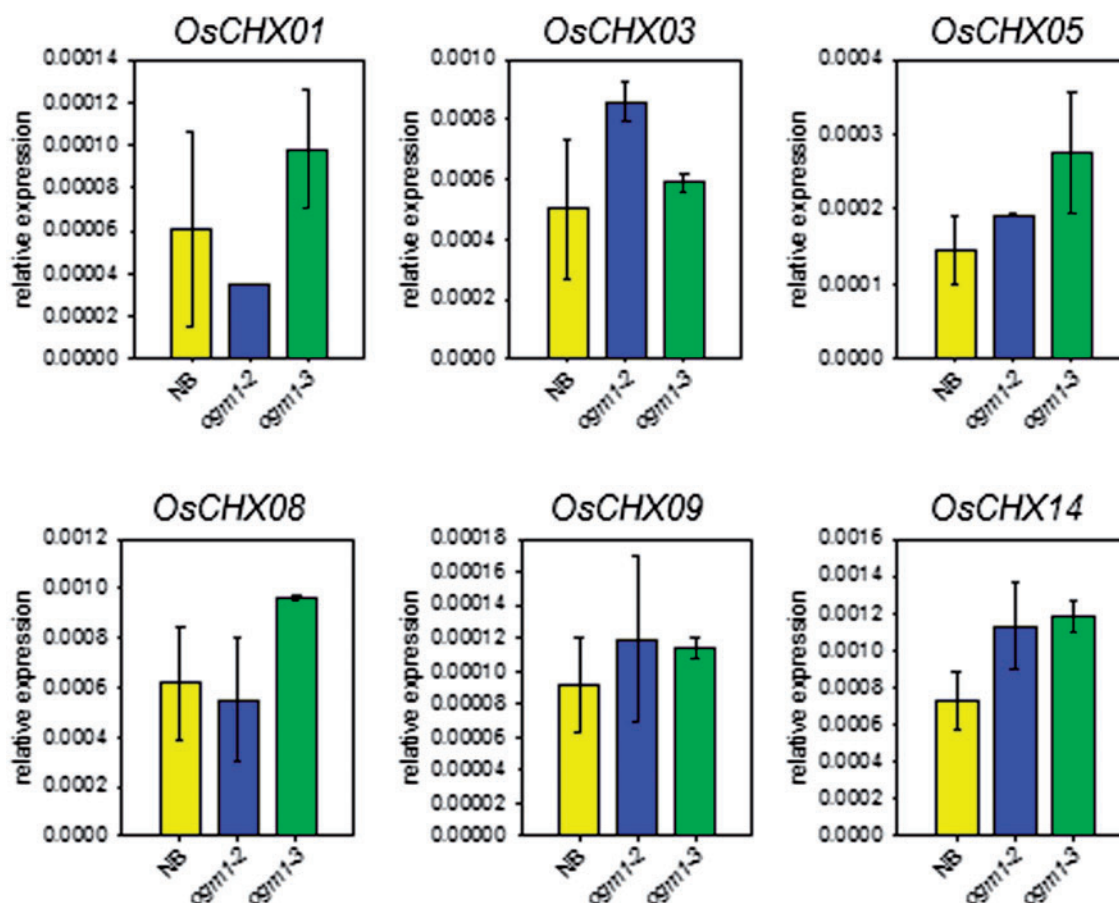 OsCHX01
OsCHX03
OsCHX05
relative expression
0.00014
0.00012
0.00010
0.00008
0.00006
0.00004
0.00002
0.00000
NB
ogm1-2
ogm1-3
relative expression
0.0010
0.0008
0.0006
0.0004
0.0002
0.0000
NB
ogm1-2
ogm1-3
relative expression
0.0004
0.0003
0.0002
0.0001
0.0000
NB
ogm1-2
ogm1-3
OsCHX08
OsCHX09
OsCHX14
relative expression
0.0012
0.0010
0.0008
0.0006
0.0004
0.0002
0.0000
NB
ogm1-2
ogm1-3
relative expression
0.00018
0.00016
0.00014
0.00012
0.00010
0.00008
0.00006
0.00004
0.00002
0.00000
NB
ogm1-2
ogm1-3
relative expression
0.0016
0.0014
0.0012
0.0010
0.0008
0.0006
0.0004
0.0002
0.0000
NB
ogm1-2
ogm1-3